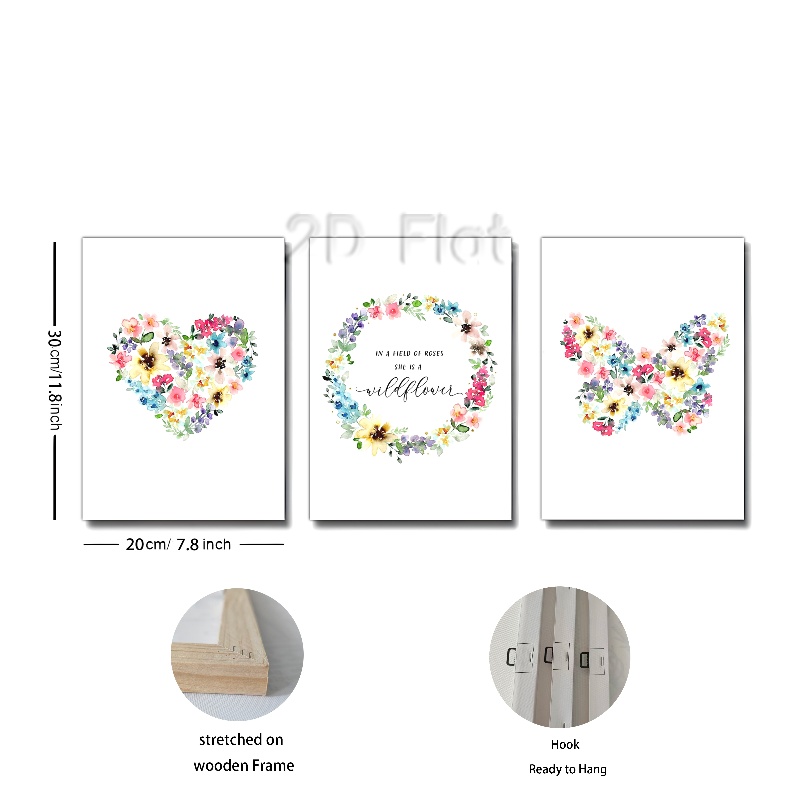 2D Flat
IN A FIELD OF ROSES
SHE IS A
wildflower
30cm/11.8inch
20cm/ 7.8 inch
stretched on
wooden Frame
Hook
Ready to Hang